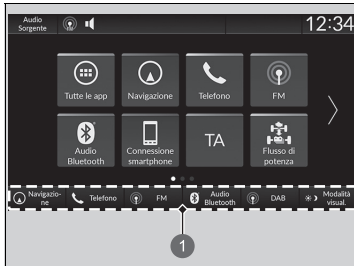 Audio
Sorgente
12:34
Tutte le app
Navigazione
Telefono
FM
Audio
Bluetooth
Connessione
smartphone
TA
Flusso di
potenza
Navigazio-
ne
Telefono
FM
Audio
Bluetooth
DAB
Modalità
visual.
1